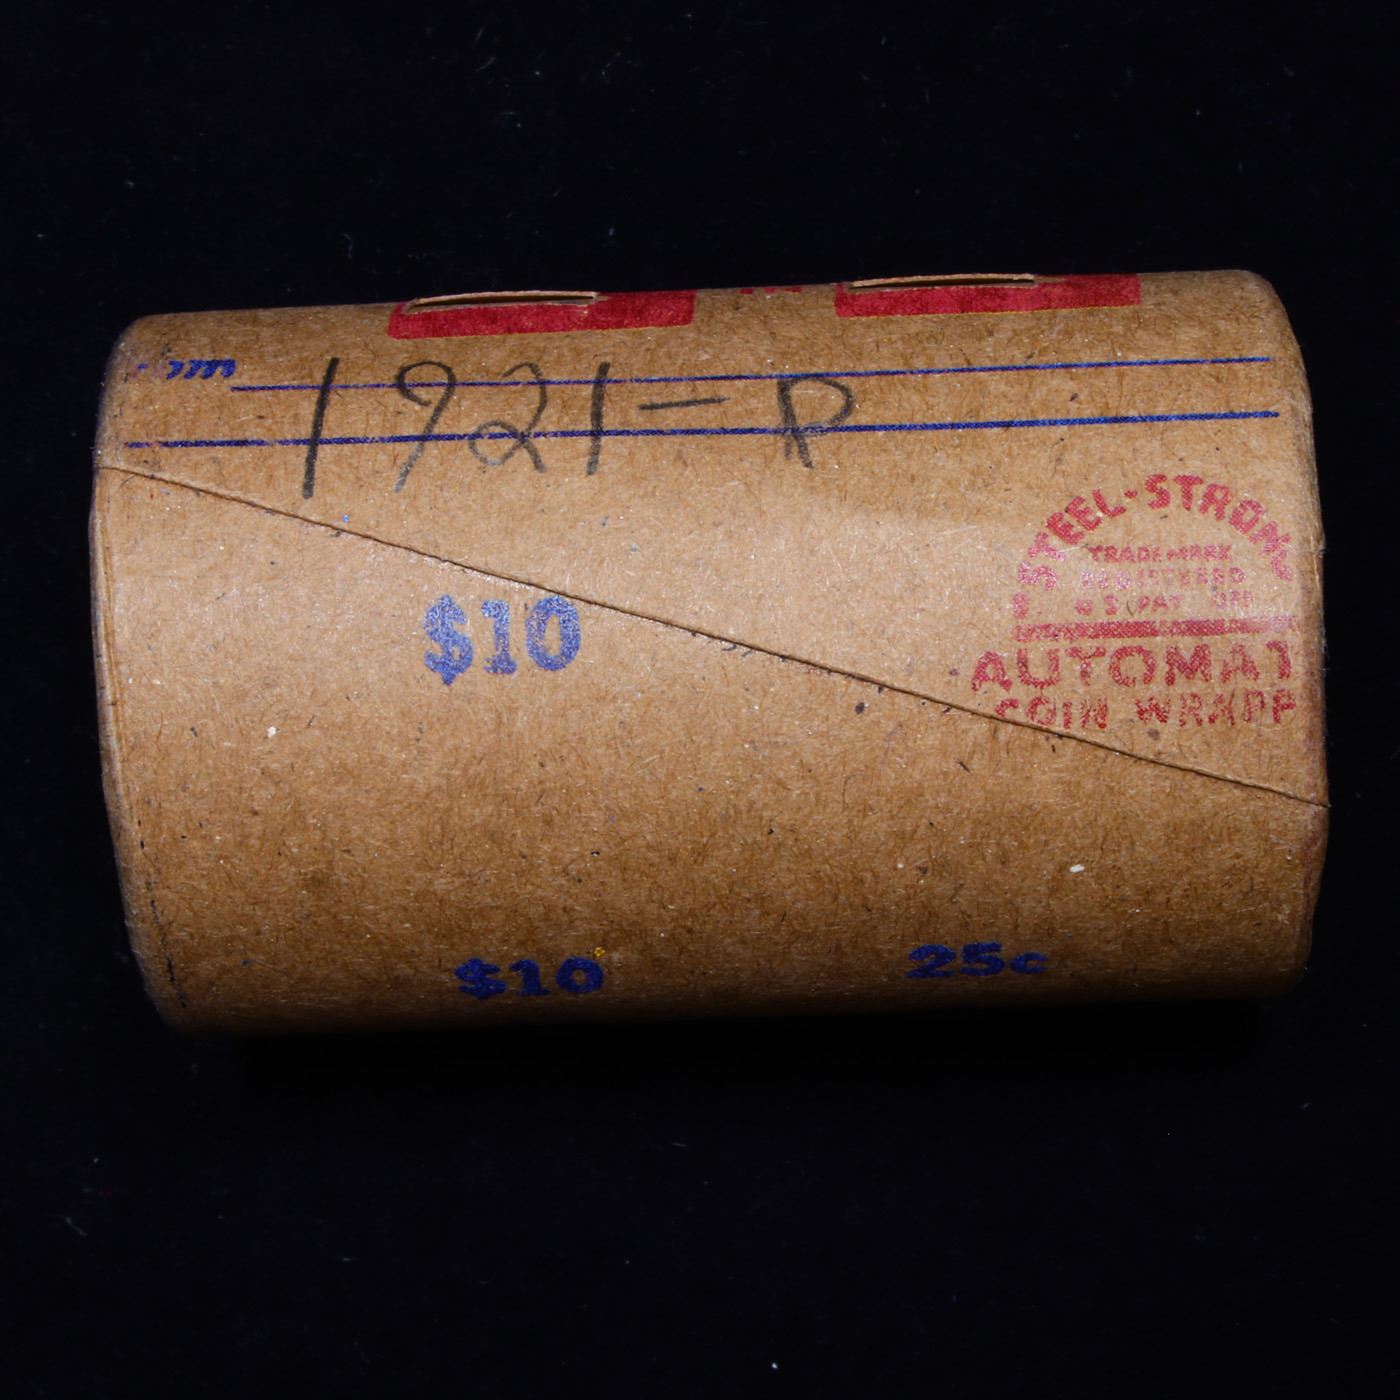 1921=P
STEEL-STRONG
TRADEMARK
REGISTERED
U S PAT OFF
AUTOMAT
COIN WRAPP
$10
$10 25c